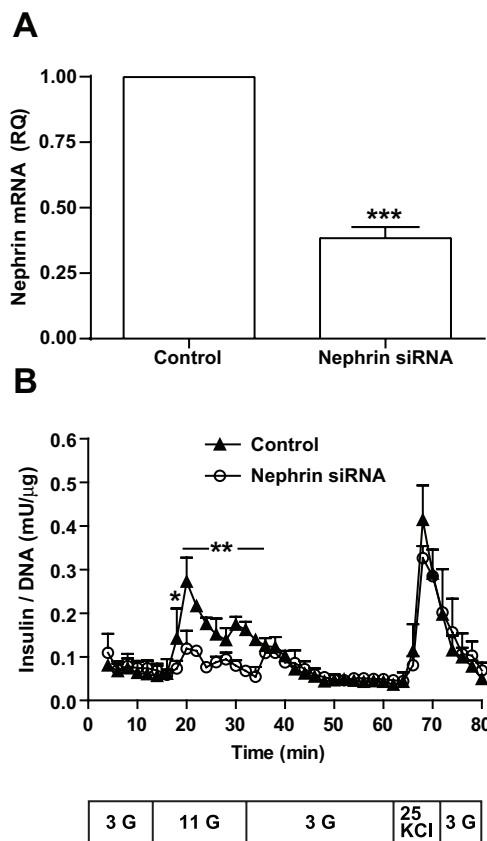 A
Nephrin mRNA (RQ)
1.00
0.75
0.50
0.25
0.00
***
Control
Nephrin siRNA
B
Insulin / DNA (mU/µg)
0.6
0.5
0.4
0.3
0.2
0.1
0.0
Control
Nephrin siRNA
*
**
0 10 20 30 40 50 60 70 80
Time (min)
3 G 11 G 3 G 25 KCl 3 G